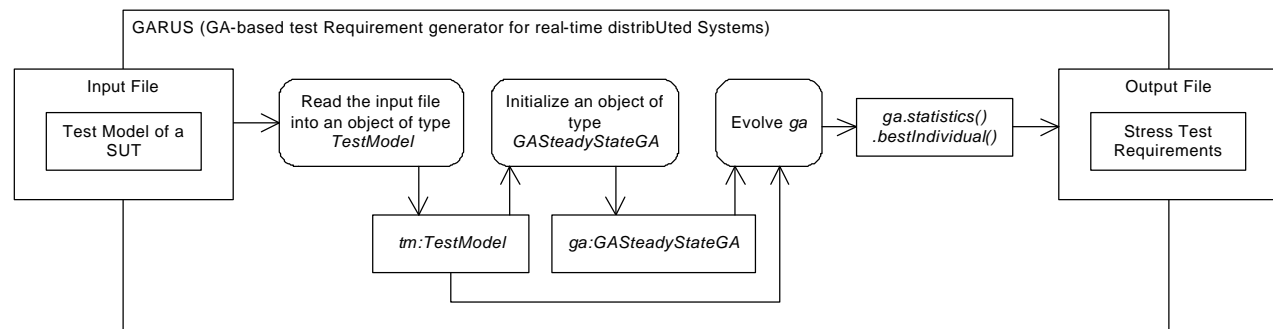 GARUS (GA-based test Requirement generator for real-time distribUted Systems)
Input File
Test Model of a
SUT
Read the input file
into an object of type
TestModel
Initialize an object of
type
GASteadyStateGA
Evolve ga
ga.statistics()
.bestIndividual()
Output File
Stress Test
Requirements
tm:TestModel
ga:GASteadyStateGA